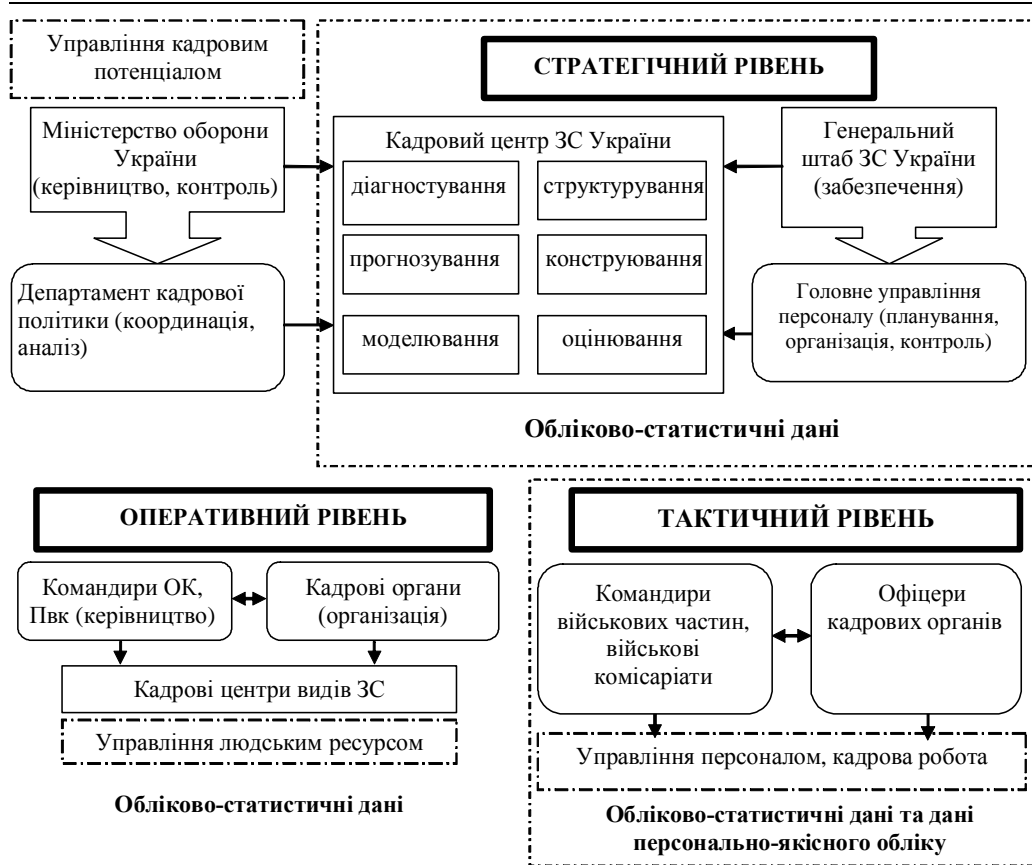 Управління кадровим
потенціалом
СТРАТЕГІЧНИЙ РІВЕНЬ
Міністерство оборони
України
(керівництво, контроль)
Кадровий центр ЗС України
діагностування
структурування
прогнозування
конструювання
моделювання
оцінювання
Генеральний
штаб ЗС України
(забезпечення)
Департамент кадрової
політики (координація,
аналіз)
Головне управління
персоналу (планування,
організація, контроль)
Обліково-статистичні дані
ОПЕРАТИВНИЙ РІВЕНЬ
Командири ОК,
Пвк (керівництво)
Кадрові органи
(організація)
Кадрові центри видів ЗС
Управління людським ресурсом
Обліково-статистичні дані
ТАКТИЧНИЙ РІВЕНЬ
Командири
військових частин,
військові
комісаріати
Офіцери
кадрових органів
Управління персоналом, кадрова робота
Обліково-статистичні дані та дані
персонально-якісного обліку